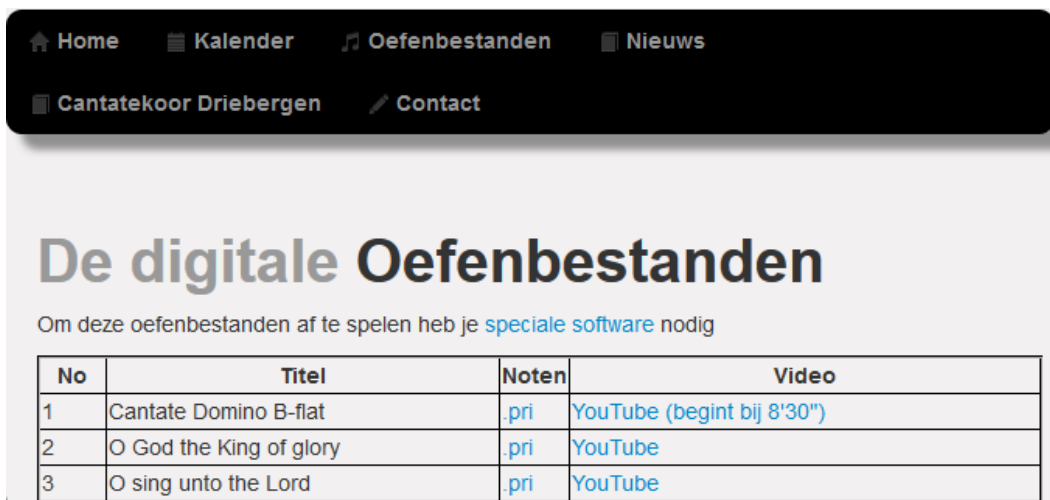 Home Kalender Oefenbestanden Nieuws
Cantatekoor Driebergen Contact
De digitale Oefenbestanden
Om deze oefenbestanden af te spelen heb je speciale software nodig
No Titel Noten Video
1 Cantate Domino B-flat .pri YouTube (begint bij 8'30")
2 O God the King of glory .pri YouTube
3 O sing unto the Lord .pri YouTube